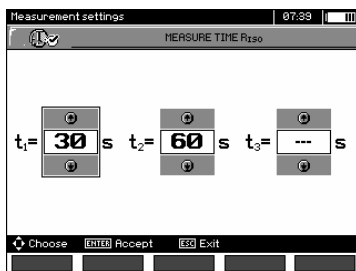 Measurement settings 07:39
MEASURE TIME RISO
t1= 30 s t2= 60 s t3= --- s
Choose ENTER Accept ESC Exit